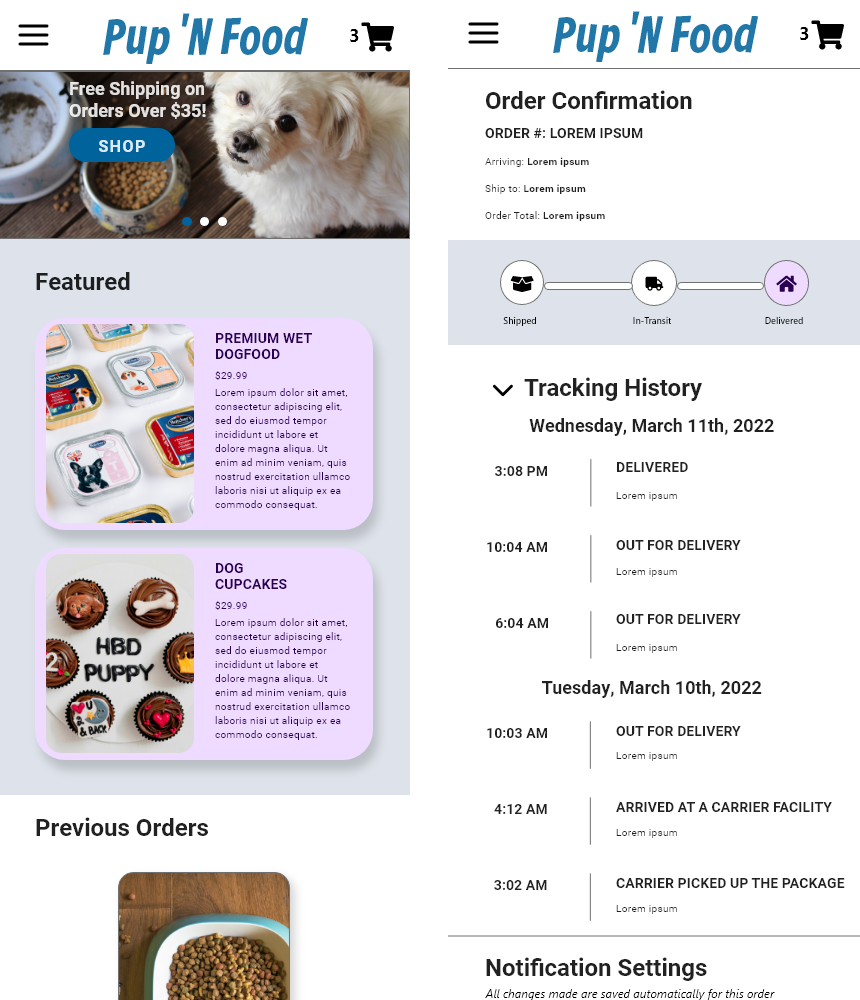 Pup 'N Food
3
Free Shipping on
Orders Over $35!
SHOP
Featured
PREMIUM WET
DOGFOOD
$29.99
Lorem ipsum dolor sit amet,
consectetur adipiscing elit,
sed do eiusmod tempor
incididunt ut labore et
dolore magna aliqua. Ut
enim ad minim veniam, quis
nostrud exercitation ullamco
laboris nisi ut aliquip ex ea
commodo consequat.
HBD
PUPPY
2
U
& BACK
DOG
CUPCAKES
$29.99
Lorem ipsum dolor sit amet,
consectetur adipiscing elit,
sed do eiusmod tempor
incididunt ut labore et
dolore magna aliqua. Ut
enim ad minim veniam, quis
nostrud exercitation ullamco
laboris nisi ut aliquip ex ea
commodo consequat.
Previous Orders
Pup 'N Food
3
Order Confirmation
ORDER #: LOREM IPSUM
Arriving: Lorem ipsum
Ship to: Lorem ipsum
Order Total: Lorem ipsum
Shipped
In-Transit
Delivered
Tracking History
Wednesday, March 11th, 2022
3:08 PM
DELIVERED
Lorem ipsum
10:04 AM
OUT FOR DELIVERY
Lorem ipsum
6:04 AM
OUT FOR DELIVERY
Lorem ipsum
Tuesday, March 10th, 2022
10:03 AM
OUT FOR DELIVERY
Lorem ipsum
4:12 AM
ARRIVED AT A CARRIER FACILITY
Lorem ipsum
3:02 AM
CARRIER PICKED UP THE PACKAGE
Lorem ipsum
Notification Settings
All changes made are saved automatically for this order